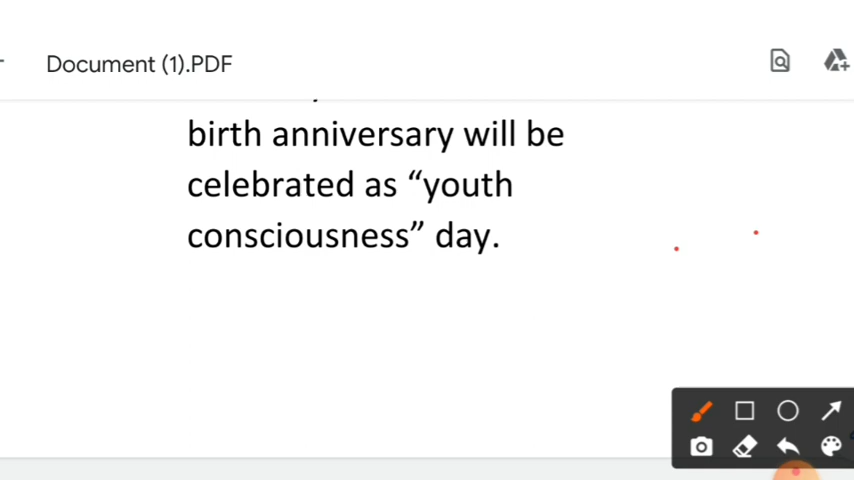 Document (1).PDF
birth anniversary will be
celebrated as “youth
consciousness” day.